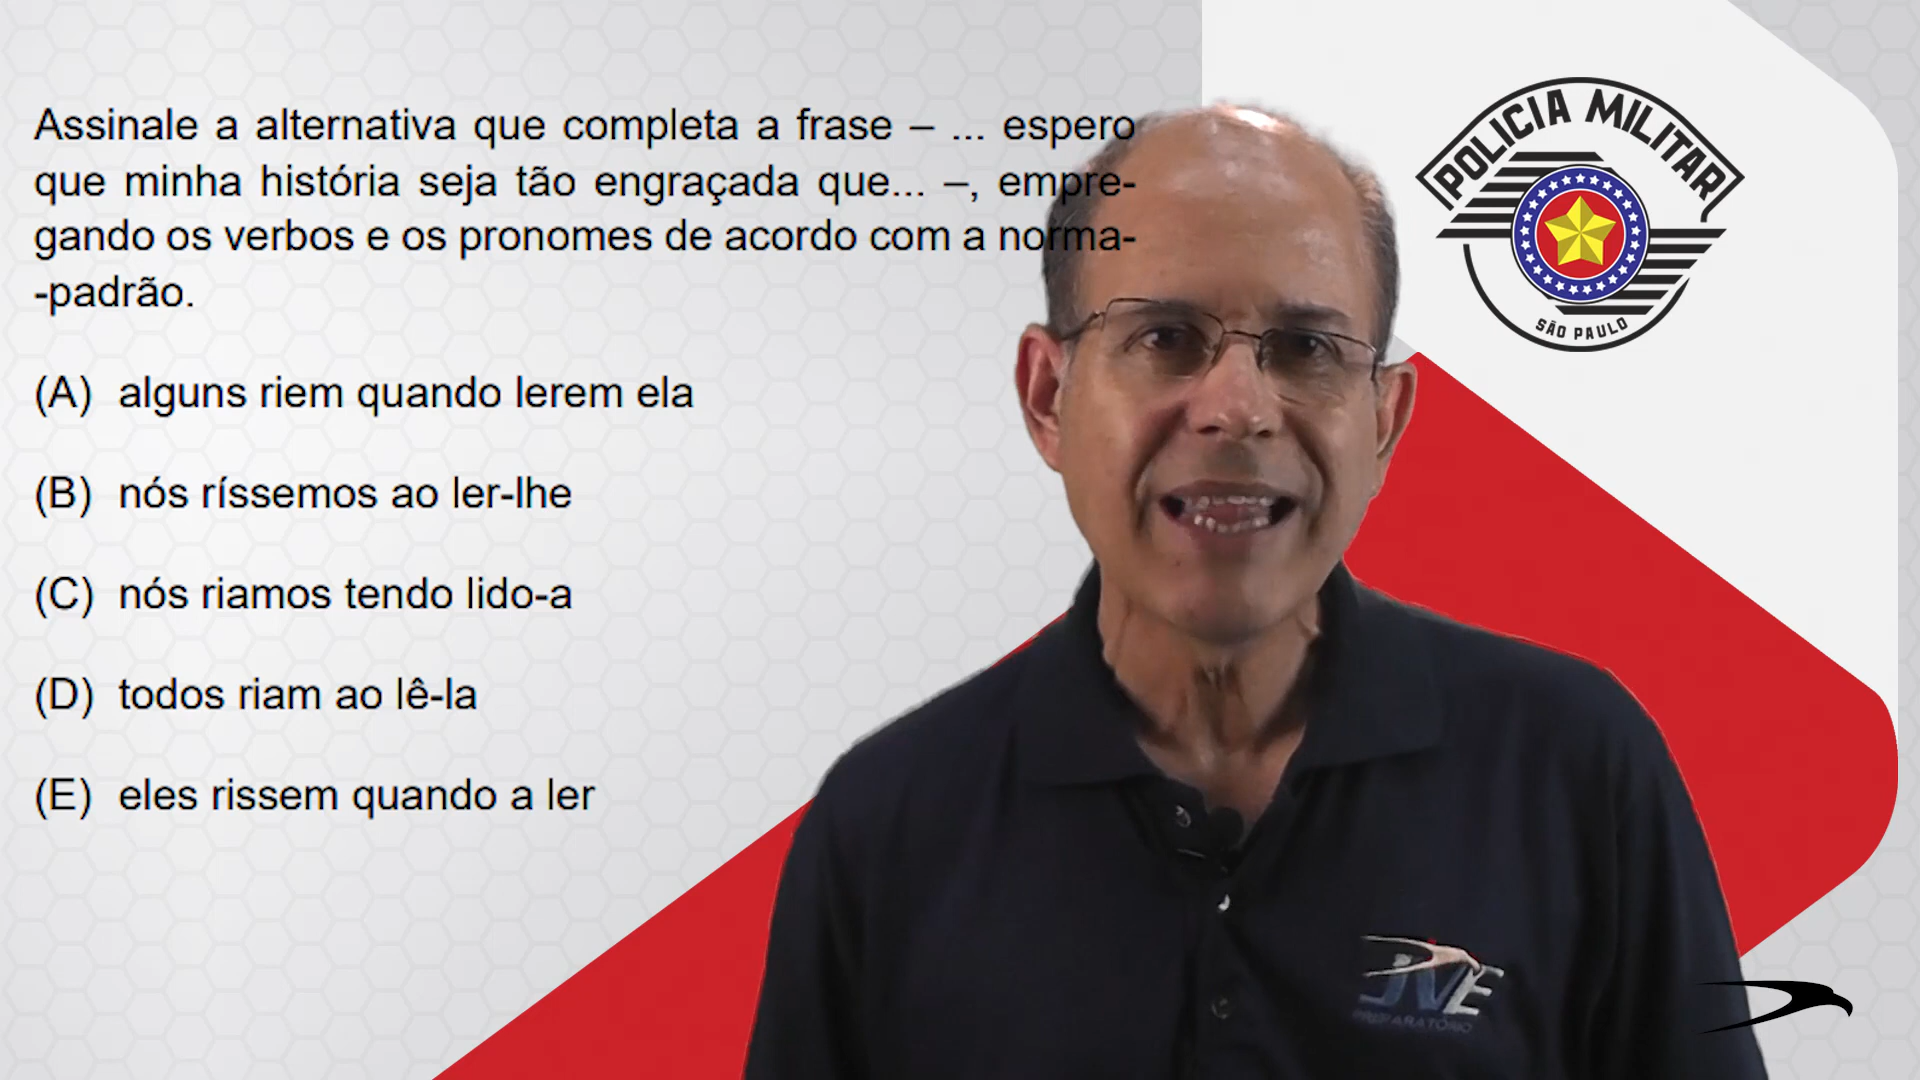 Assinale a alternativa que completa a frase – ... espero
que minha história seja tão engraçada que... –, empre-
gando os verbos e os pronomes de acordo com a norma-
-padrão.
(A) alguns riem quando lerem ela
(B) nós ríssemos ao ler-lhe
(C) nós riamos tendo lido-a
(D) todos riam ao lê-la
(E) eles rissem quando a ler
POLICIA MILITAR
SÃO PAULO
JVE
PREPARATÓRIO